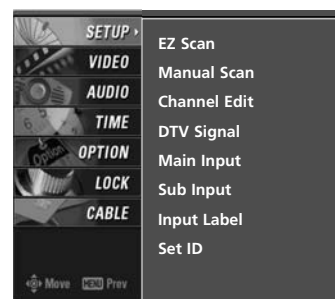 SETUP
VIDEO
AUDIO
TIME
OPTION
LOCK
CABLE
Move MENU Prev
EZ Scan
Manual Scan
Channel Edit
DTV Signal
Main Input
Sub Input
Input Label
Set ID